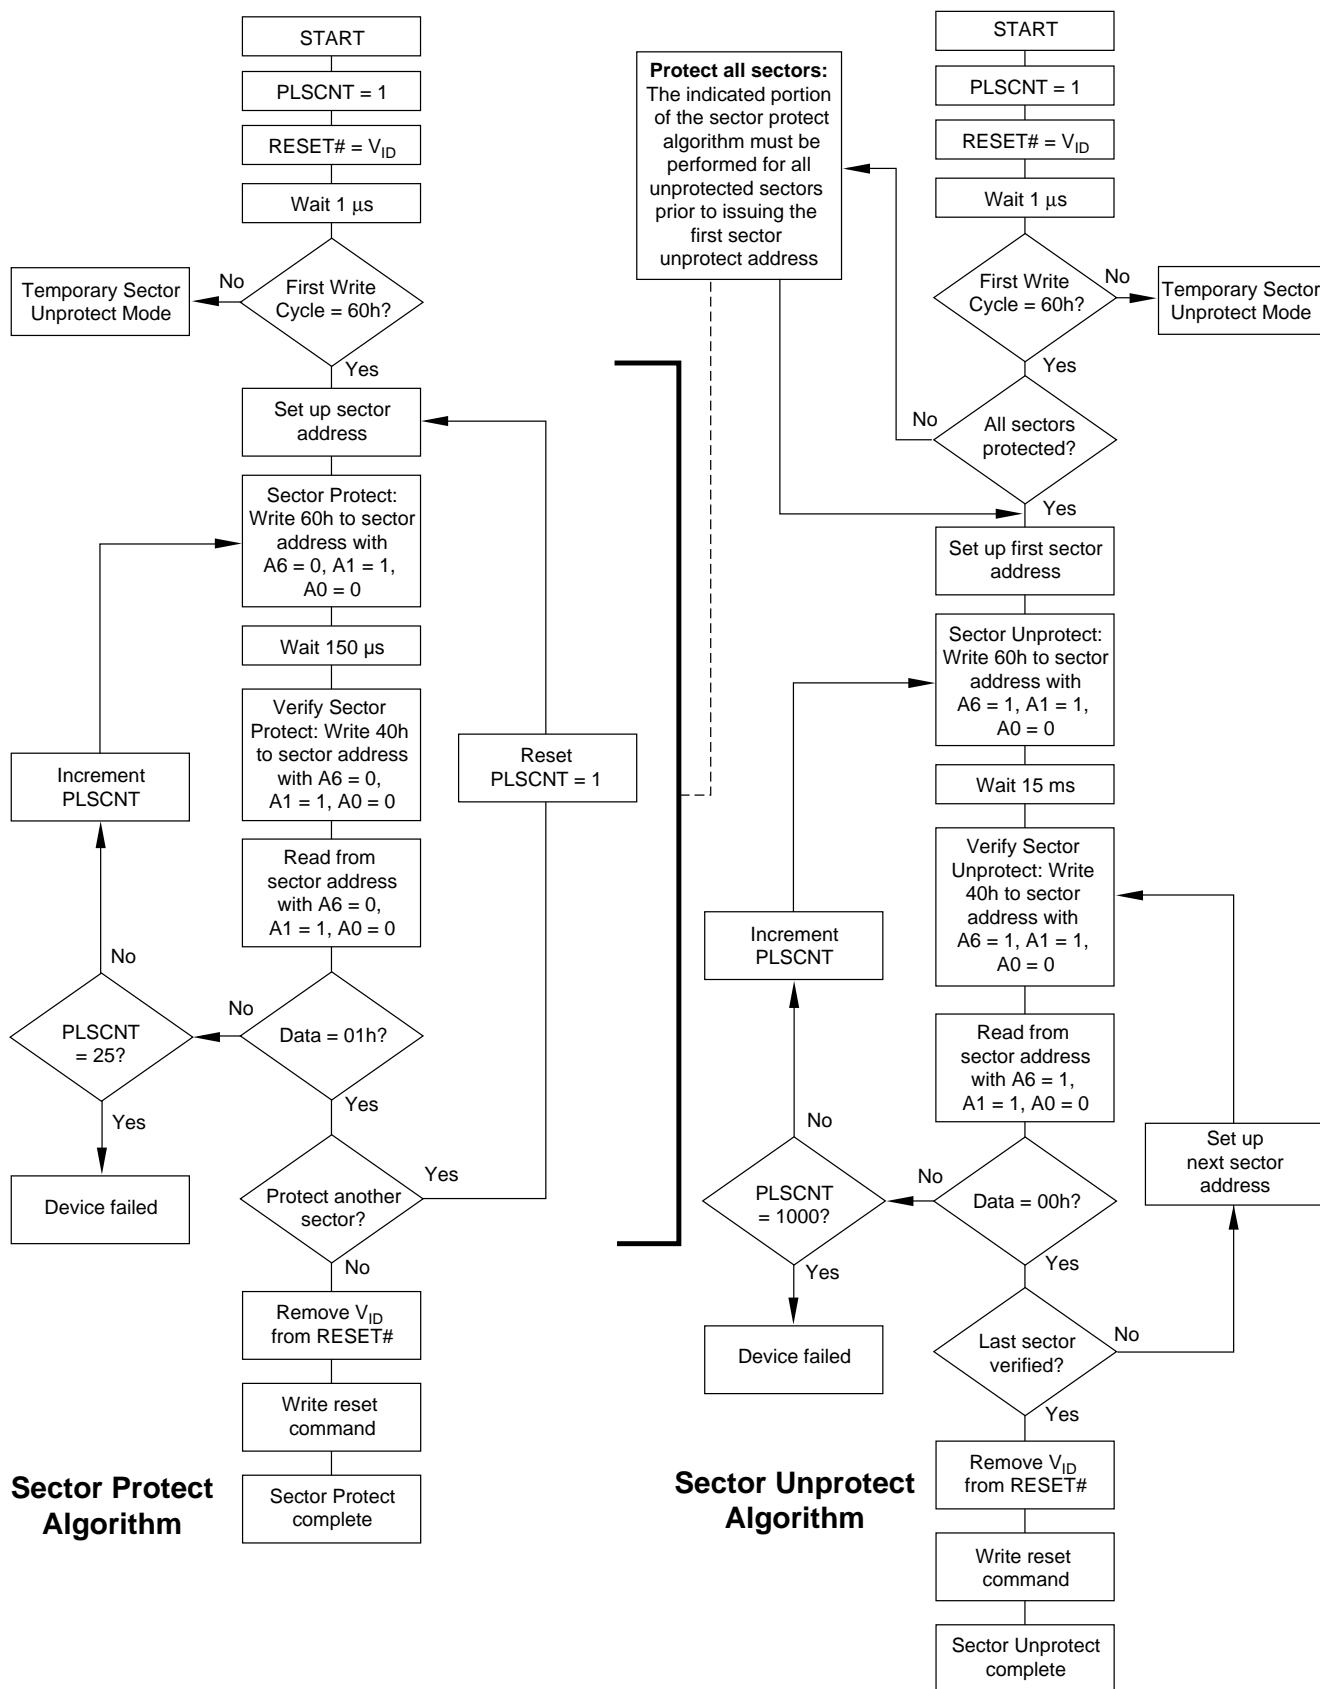 START
PLSCNT = 1
RESET# = VID
Wait 1 μs
No
First Write
Cycle = 60h?
Temporary Sector
Unprotect Mode
Yes
Set up sector
address
Sector Protect:
Write 60h to sector
address with
A6 = 0, A1 = 1,
A0 = 0
Wait 150 µs
Verify Sector
Protect: Write 40h
to sector address
with A6 = 0,
A1 = 1, A0 = 0
Reset
PLSCNT = 1
Increment
PLSCNT
Read from
sector address
with A6 = 0,
A1 = 1, A0 = 0
No
No
PLSCNT
= 25?
Data = 01h?
Yes
Yes
Device failed
Protect another
sector?
Yes
No
Remove VID
from RESET#
Write reset
command
Sector Protect
complete
Sector Protect
Algorithm
Protect all sectors:
The indicated portion
of the sector protect
algorithm must be
performed for all
unprotected sectors
prior to issuing the
first sector
unprotect address
START
PLSCNT = 1
RESET# = VID
Wait 1 μs
First Write
Cycle = 60h?
No
Temporary Sector
Unprotect Mode
Yes
No
All sectors
protected?
Yes
Set up first sector
address
Sector Unprotect:
Write 60h to sector
address with
A6 = 1, A1 = 1,
A0 = 0
Wait 15 ms
Verify Sector
Unprotect: Write
40h to sector
address with
A6 = 1, A1 = 1,
A0 = 0
Increment
PLSCNT
Read from
sector address
with A6 = 1,
A1 = 1, A0 = 0
No
No
PLSCNT
= 1000?
Data = 00h?
Set up
next sector
address
Yes
Yes
Device failed
Last sector
verified?
No
Yes
Remove VID
from RESET#
Write reset
command
Sector Unprotect
complete
Sector Unprotect
Algorithm